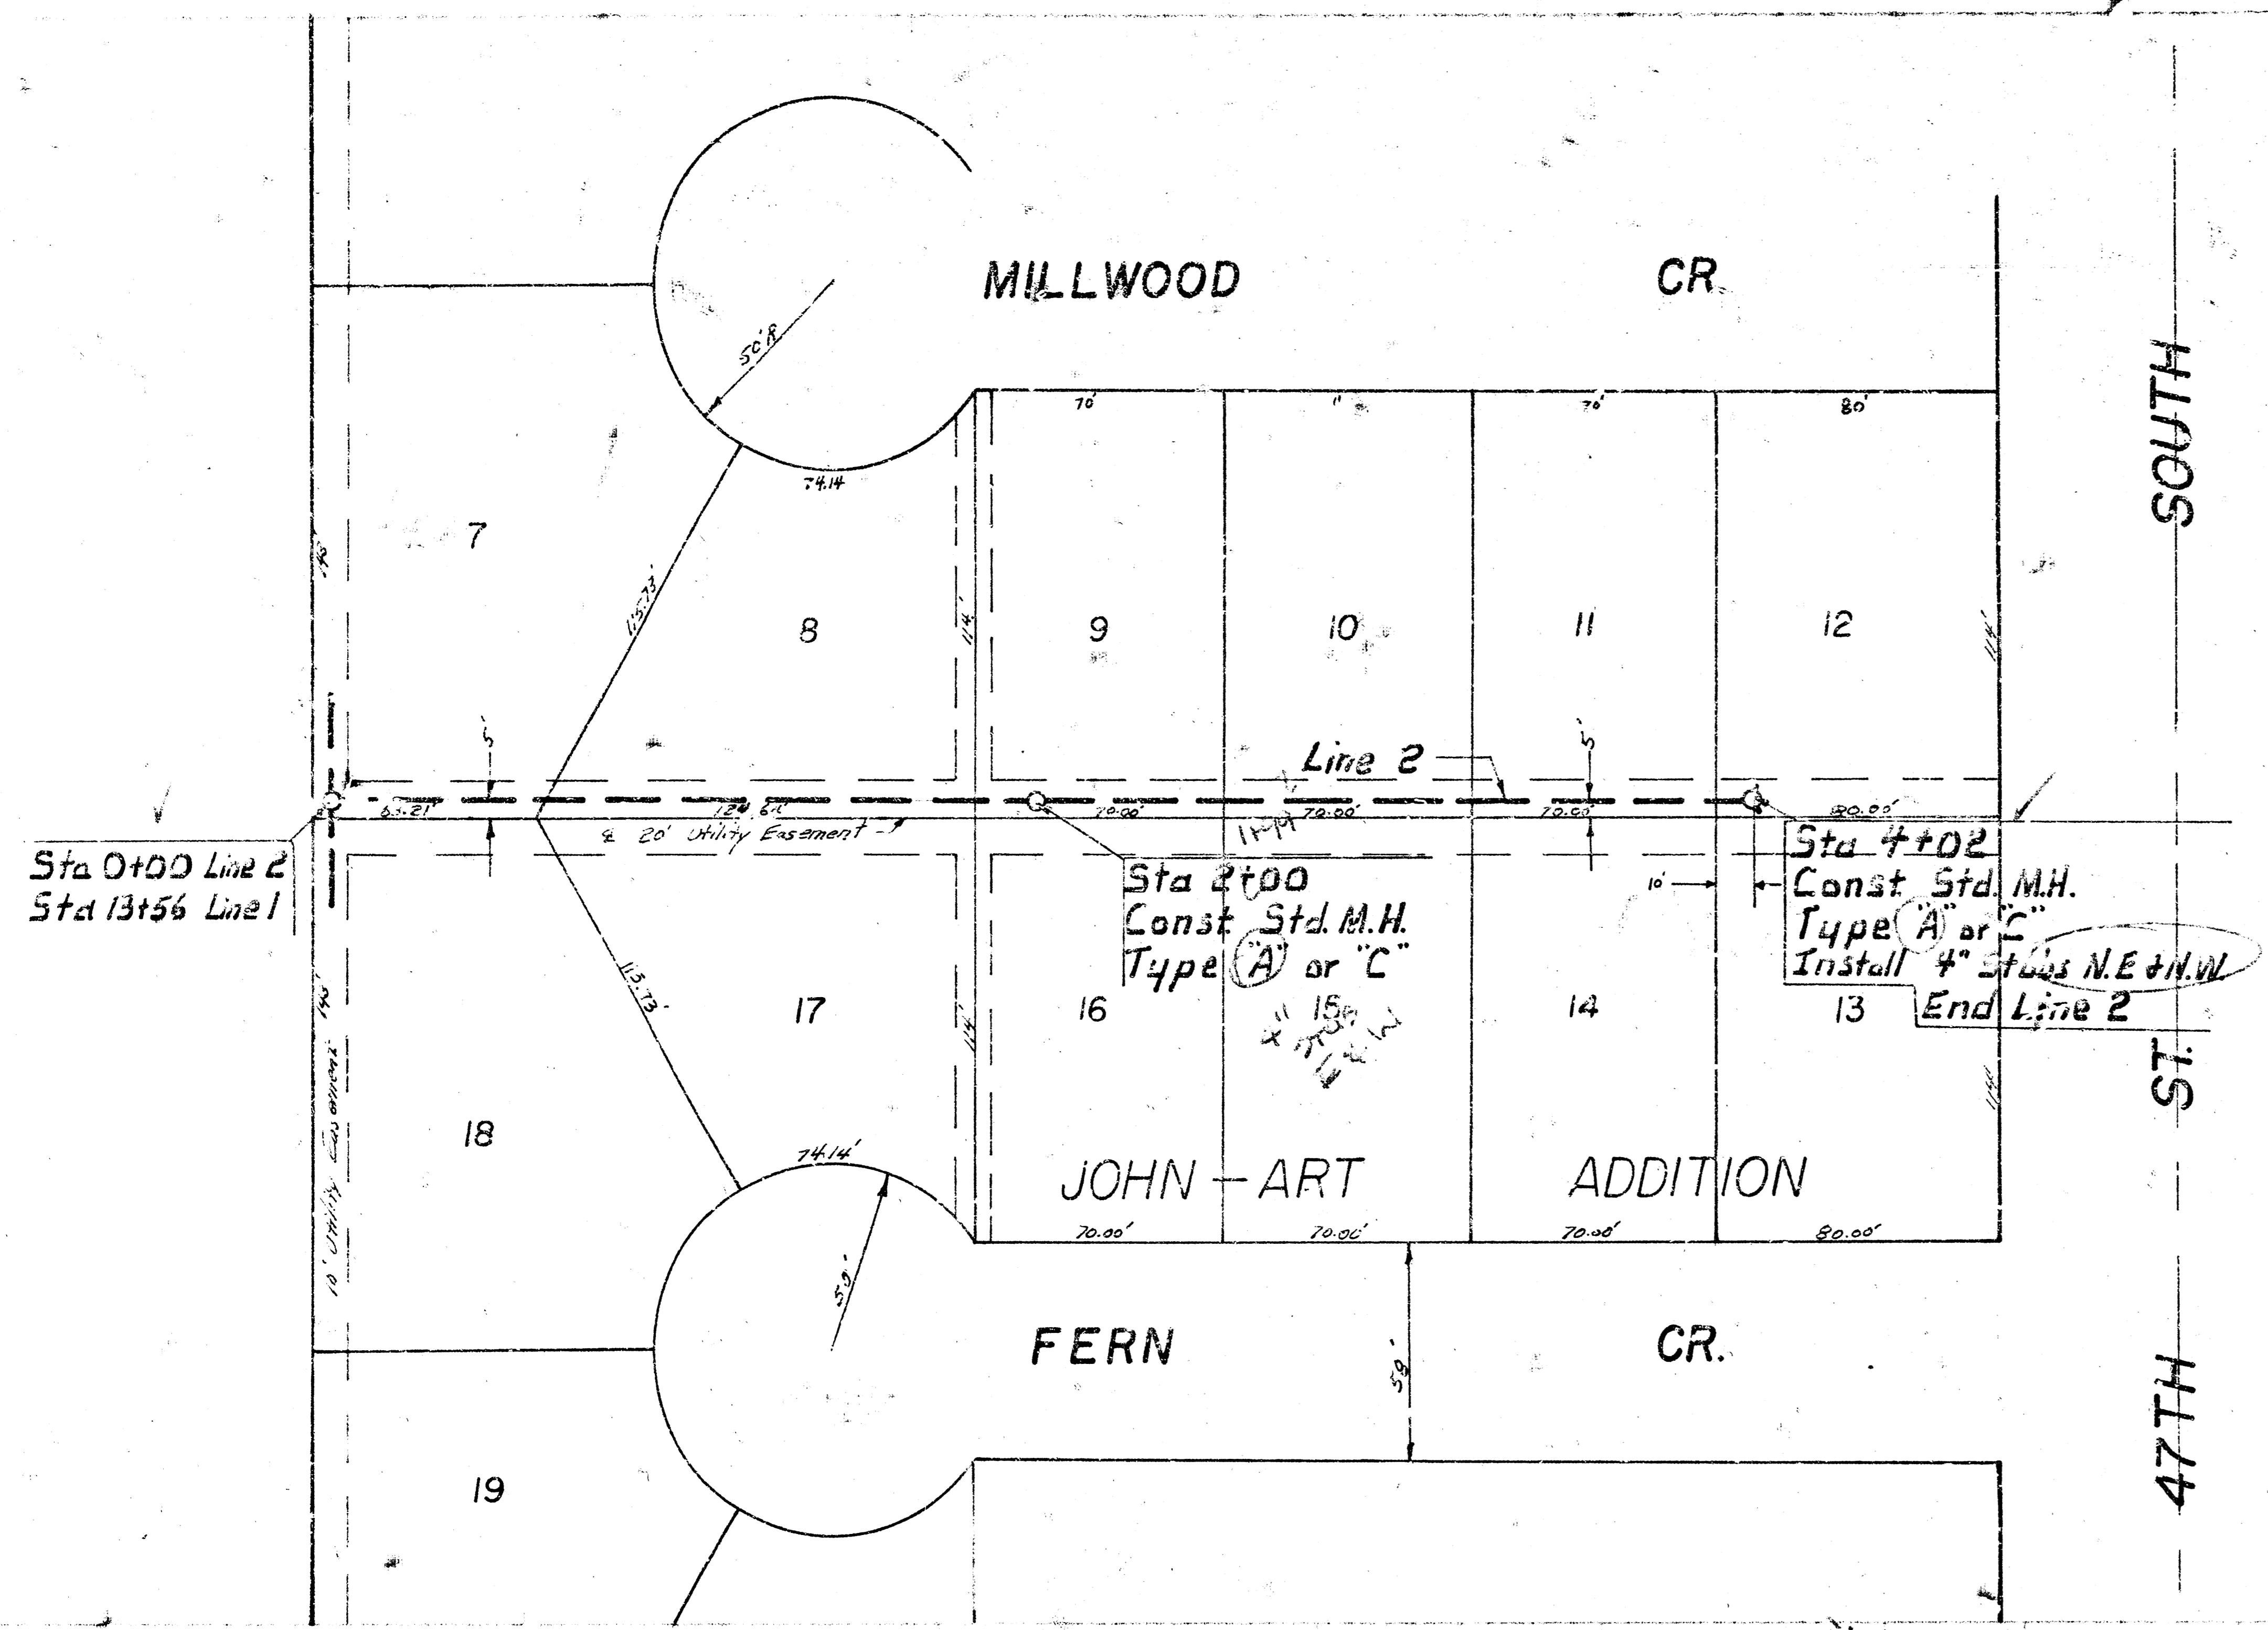 MILLWOOD CR.
SOUTH
50'R
70'
"
70'
80'
74.14
7
8
9
10
11
12
115.73'
114'
114'
5'
Line 2
5'
63.21'
70.00'
70.00'
70.00'
80.00'
℄ 20' Utility Easement
Sta 0+00 Line 2
Sta 13+56 Line 1
Sta 2+00
Const. Std. M.H.
Type "A" or "C"
10'
Sta 4+02
Const. Std. M.H.
Type "A" or "C"
Install 4" Stubs N.E & N.W.
End Line 2
115.73'
17
16
15
14
13
114'
114'
18
10' Utility Easement
74.14'
JOHN-ART ADDITION
70.00'
70.00'
70.00'
80.00'
50'
FERN CR.
58'
ST.
47TH
19